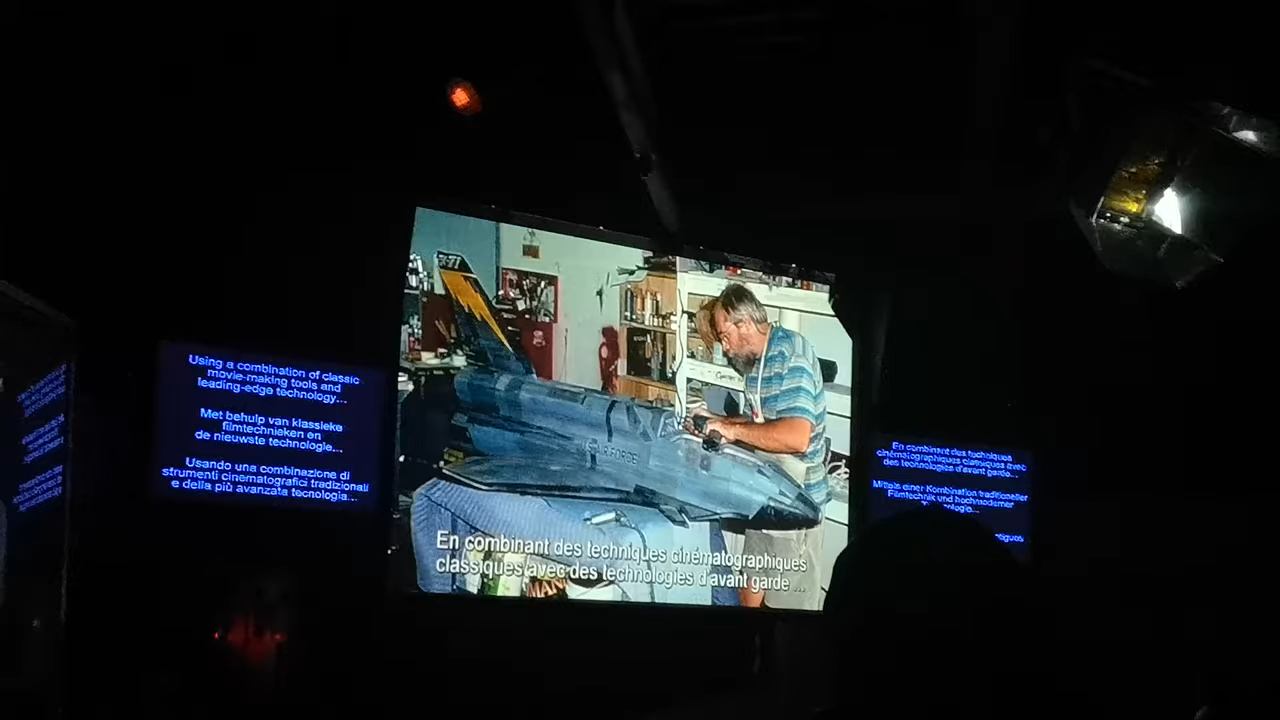 Using a combination of classic
movie-making tools and
leading-edge technology...
Met behulp van klassieke
filmtechnieken en
de nieuwste technologie...
Usando una combinazione di
strumenti cinematografici tradizionali
e della più avanzata tecnologia...
AIR FORCE
En combinant des techniques cinématographiques
classiques avec des technologies d'avant garde ...
MAN
En combinant des techniques
cinématographiques classiques avec
des technologies d'avant garde...
Mittels einer Kombination traditioneller
Filmtechnik und hochmoderner